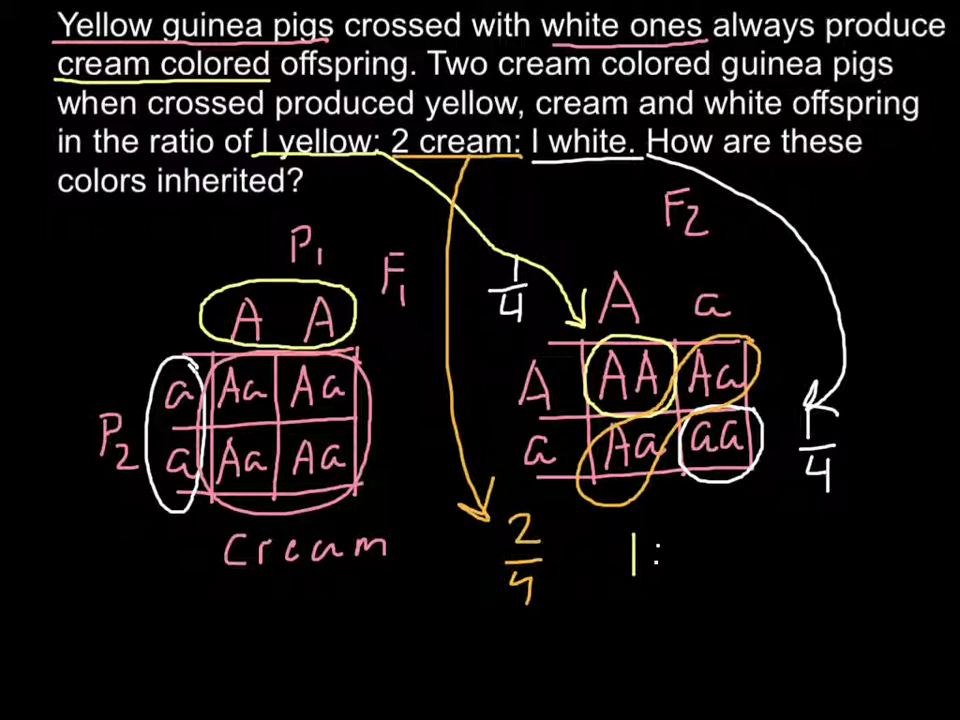 Yellow guinea pigs crossed with white ones always produce
cream colored offspring. Two cream colored guinea pigs
when crossed produced yellow, cream and white offspring
in the ratio of 1 yellow: 2 cream: 1 white. How are these
colors inherited?
P1
F1
A A
P2
a Aa Aa
a Aa Aa
Cream
F2
1/4
A a
A AA Aa
a Aa aa
1/4
2/4
1 :